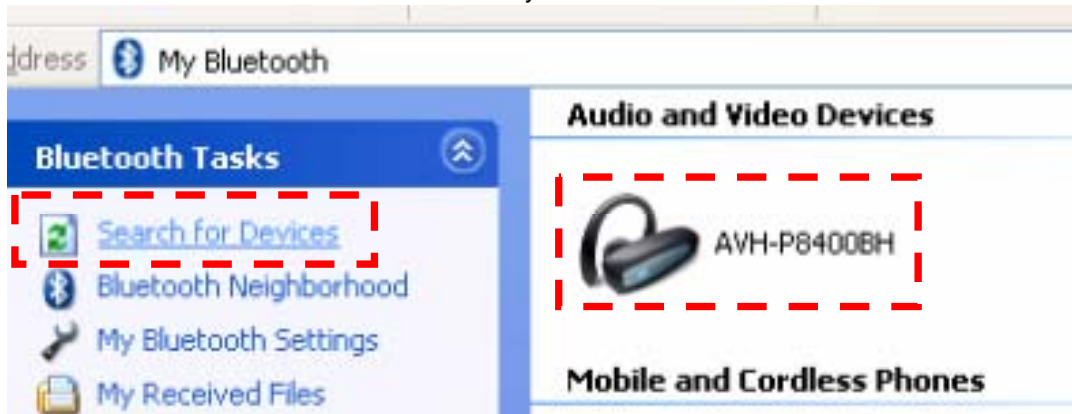 ddress My Bluetooth
Audio and Video Devices
Bluetooth Tasks
Search for Devices
AVH-P8400BH
Bluetooth Neighborhood
My Bluetooth Settings
My Received Files
Mobile and Cordless Phones